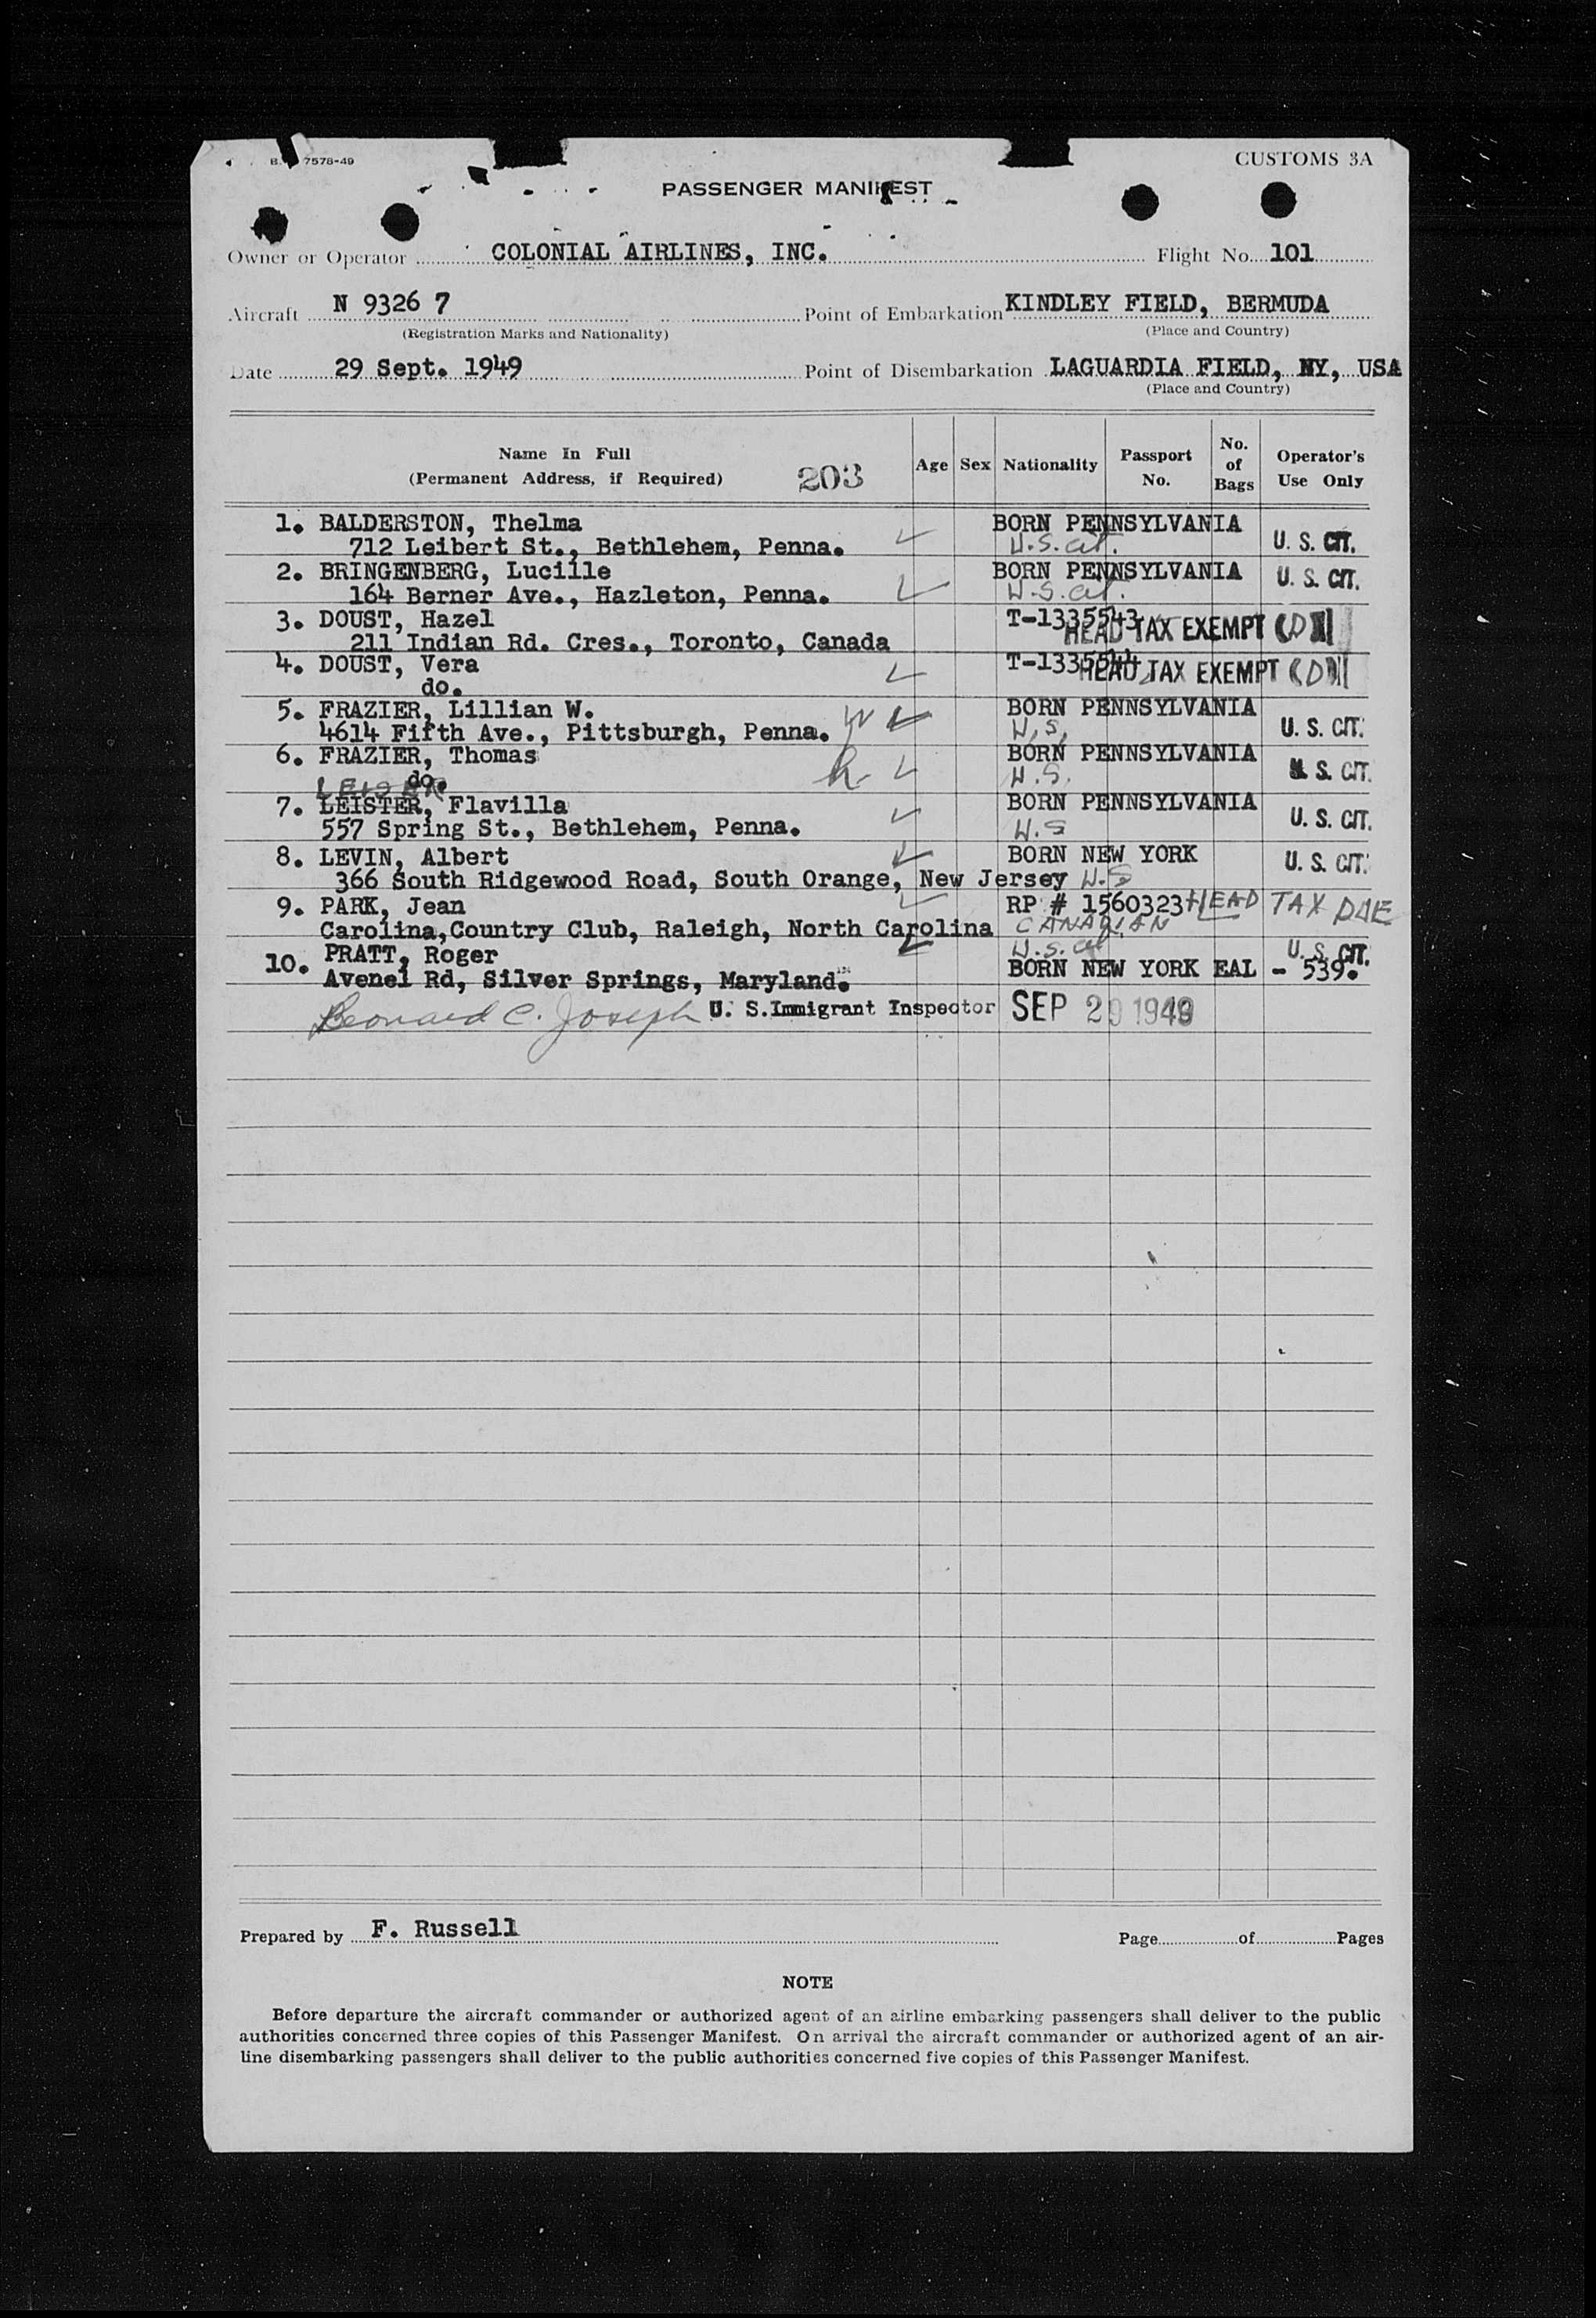 7578-49
CUSTOMS 3A
PASSENGER MANIFEST
Owner or Operator COLONIAL AIRLINES, INC. Flight No. 101
Aircraft N 9326 7 Point of Embarkation KINDLEY FIELD, BERMUDA
(Registration Marks and Nationality) (Place and Country)
Date 29 Sept. 1949 Point of Disembarkation LAGUARDIA FIELD, NY, USA
(Place and Country)
Name In Full (Permanent Address, if Required) 203 Age Sex Nationality Passport No. No. of Bags Operator's Use Only
1. BALDERSTON, Thelma BORN PENNSYLVANIA
712 Leibert St., Bethlehem, Penna. U.S. cit. U. S. CIT.
2. BRINGENBERG, Lucille BORN PENNSYLVANIA U. S. CIT.
164 Berner Ave., Hazleton, Penna. U.S. cit.
3. DOUST, Hazel T-1335543 HEAD TAX EXEMPT
211 Indian Rd. Cres., Toronto, Canada
4. DOUST, Vera T-1335544 HEAD TAX EXEMPT
do.
5. FRAZIER, Lillian W. BORN PENNSYLVANIA
4614 Fifth Ave., Pittsburgh, Penna. W U.S. U. S. CIT.
6. FRAZIER, Thomas BORN PENNSYLVANIA
do. h U.S. S. CIT.
LEISER
7. LEISTER, Flavilla BORN PENNSYLVANIA
557 Spring St., Bethlehem, Penna. U.S U. S. CIT.
8. LEVIN, Albert BORN NEW YORK U. S. CIT.
366 South Ridgewood Road, South Orange, New Jersey U.S
9. PARK, Jean RP # 1560323 HEAD TAX DUE
Carolina,Country Club, Raleigh, North Carolina CANADIAN
10. PRATT, Roger U.S. cit U. S. CIT.
Avenel Rd, Silver Springs, Maryland. BORN NEW YORK EAL - 539.
Leonard C. Joseph U. S.Immigrant Inspector SEP 29 1949
Prepared by F. Russell Page of Pages
NOTE
Before departure the aircraft commander or authorized agent of an airline embarking passengers shall deliver to the public
authorities concerned three copies of this Passenger Manifest. On arrival the aircraft commander or authorized agent of an air-
line disembarking passengers shall deliver to the public authorities concerned five copies of this Passenger Manifest.